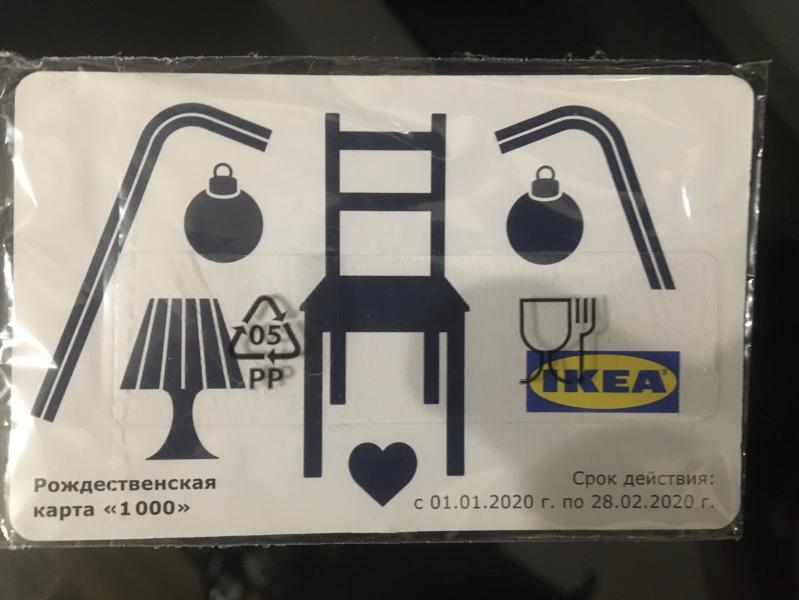 05
PP
IKEA®
Рождественская
карта «1000»
Срок действия:
с 01.01.2020 г. по 28.02.2020 г.